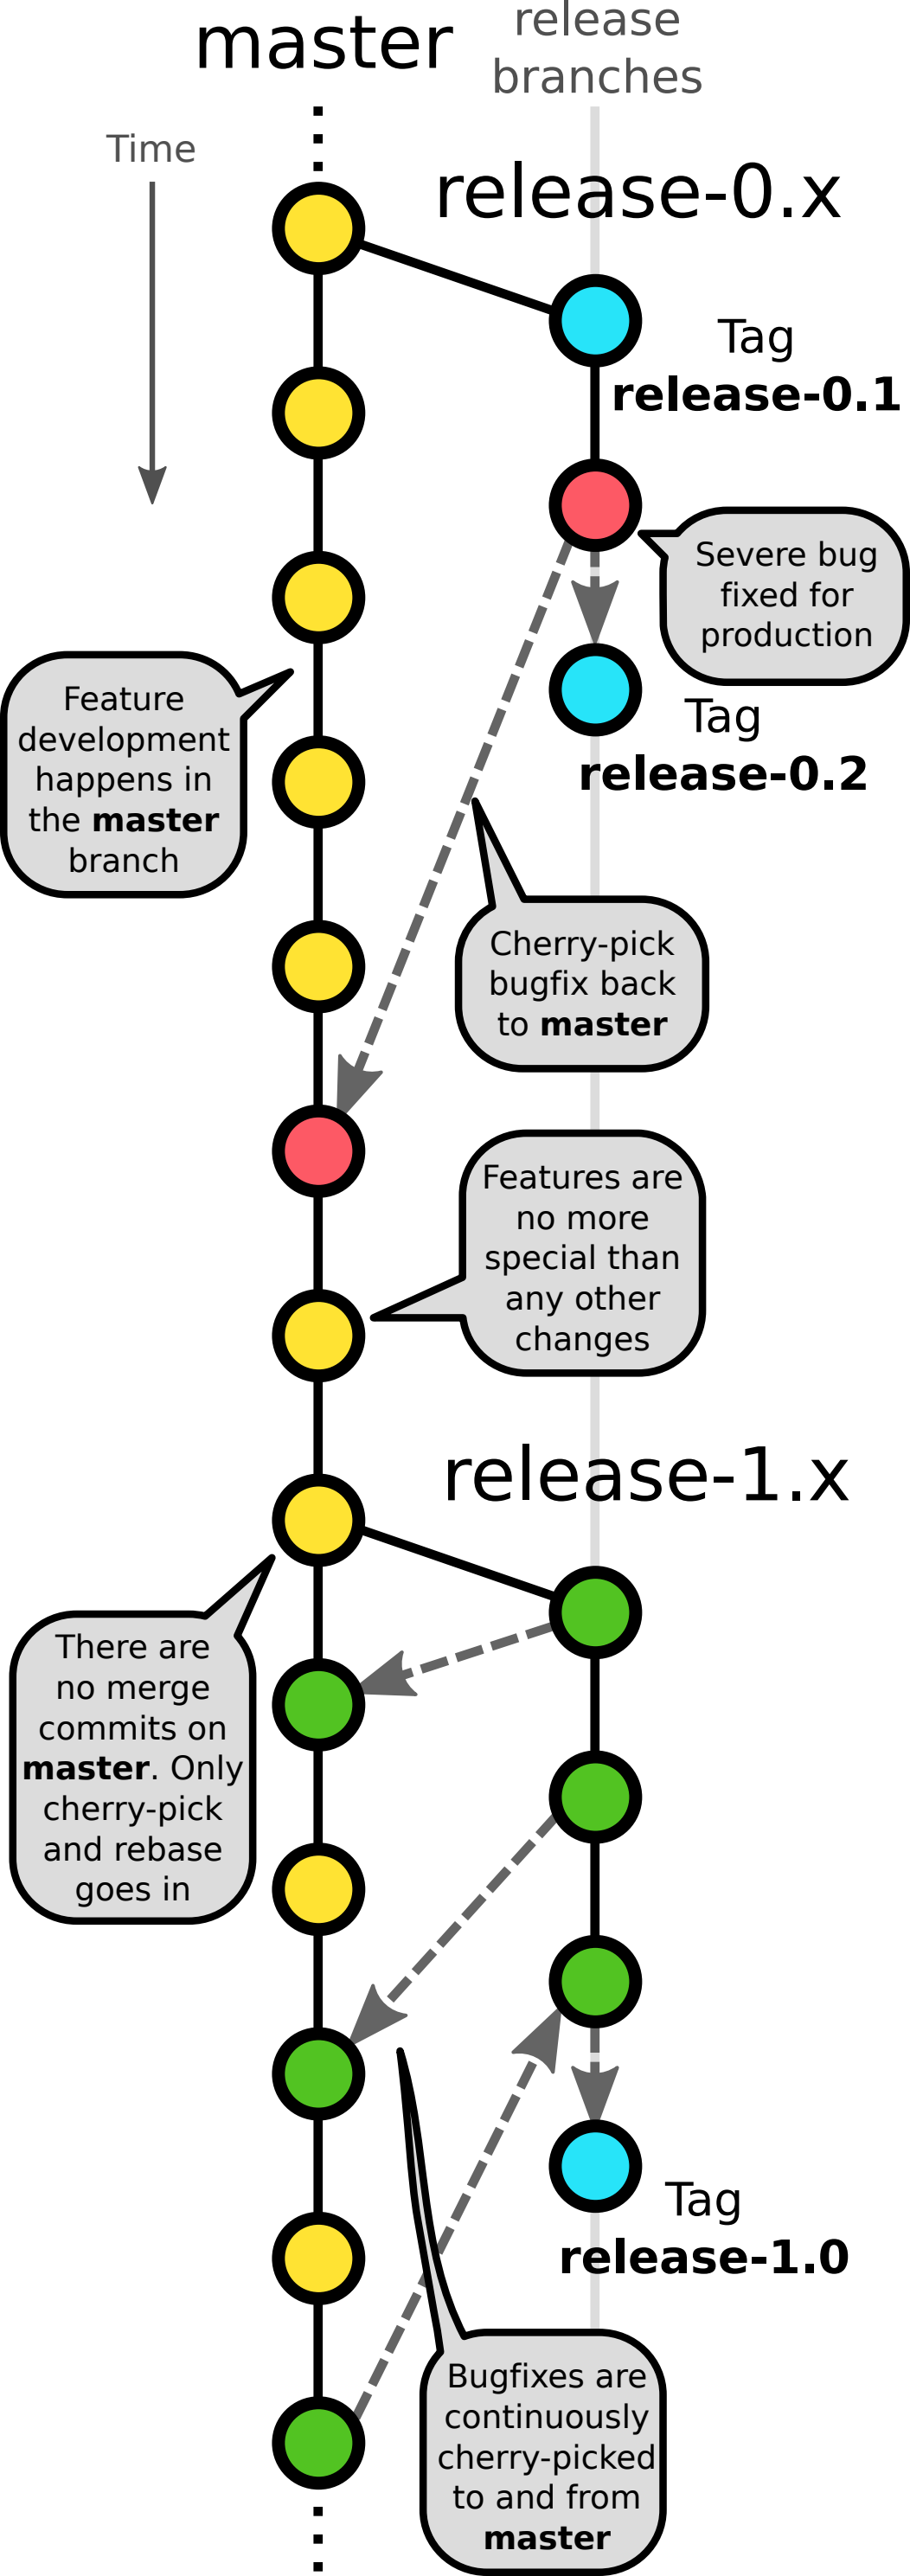 master
release
branches
Time
release-0.x
Tag
release-0.1
Severe bug
fixed for
production
Feature
development
happens in
the master
branch
Tag
release-0.2
Cherry-pick
bugfix back
to master
Features are
no more
special than
any other
changes
release-1.x
There are
no merge
commits on
master. Only
cherry-pick
and rebase
goes in
Tag
release-1.0
Bugfixes are
continuously
cherry-picked
to and from
master